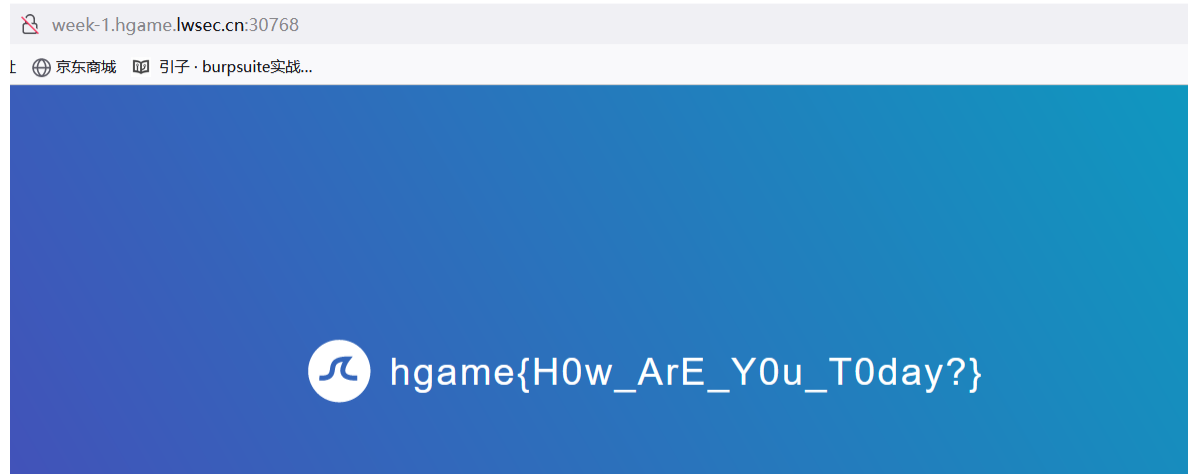 week-1.hgame.lwsec.cn:30768
京东商城 引子 · burpsuite实战...
hgame{H0w_ArE_Y0u_T0day?}